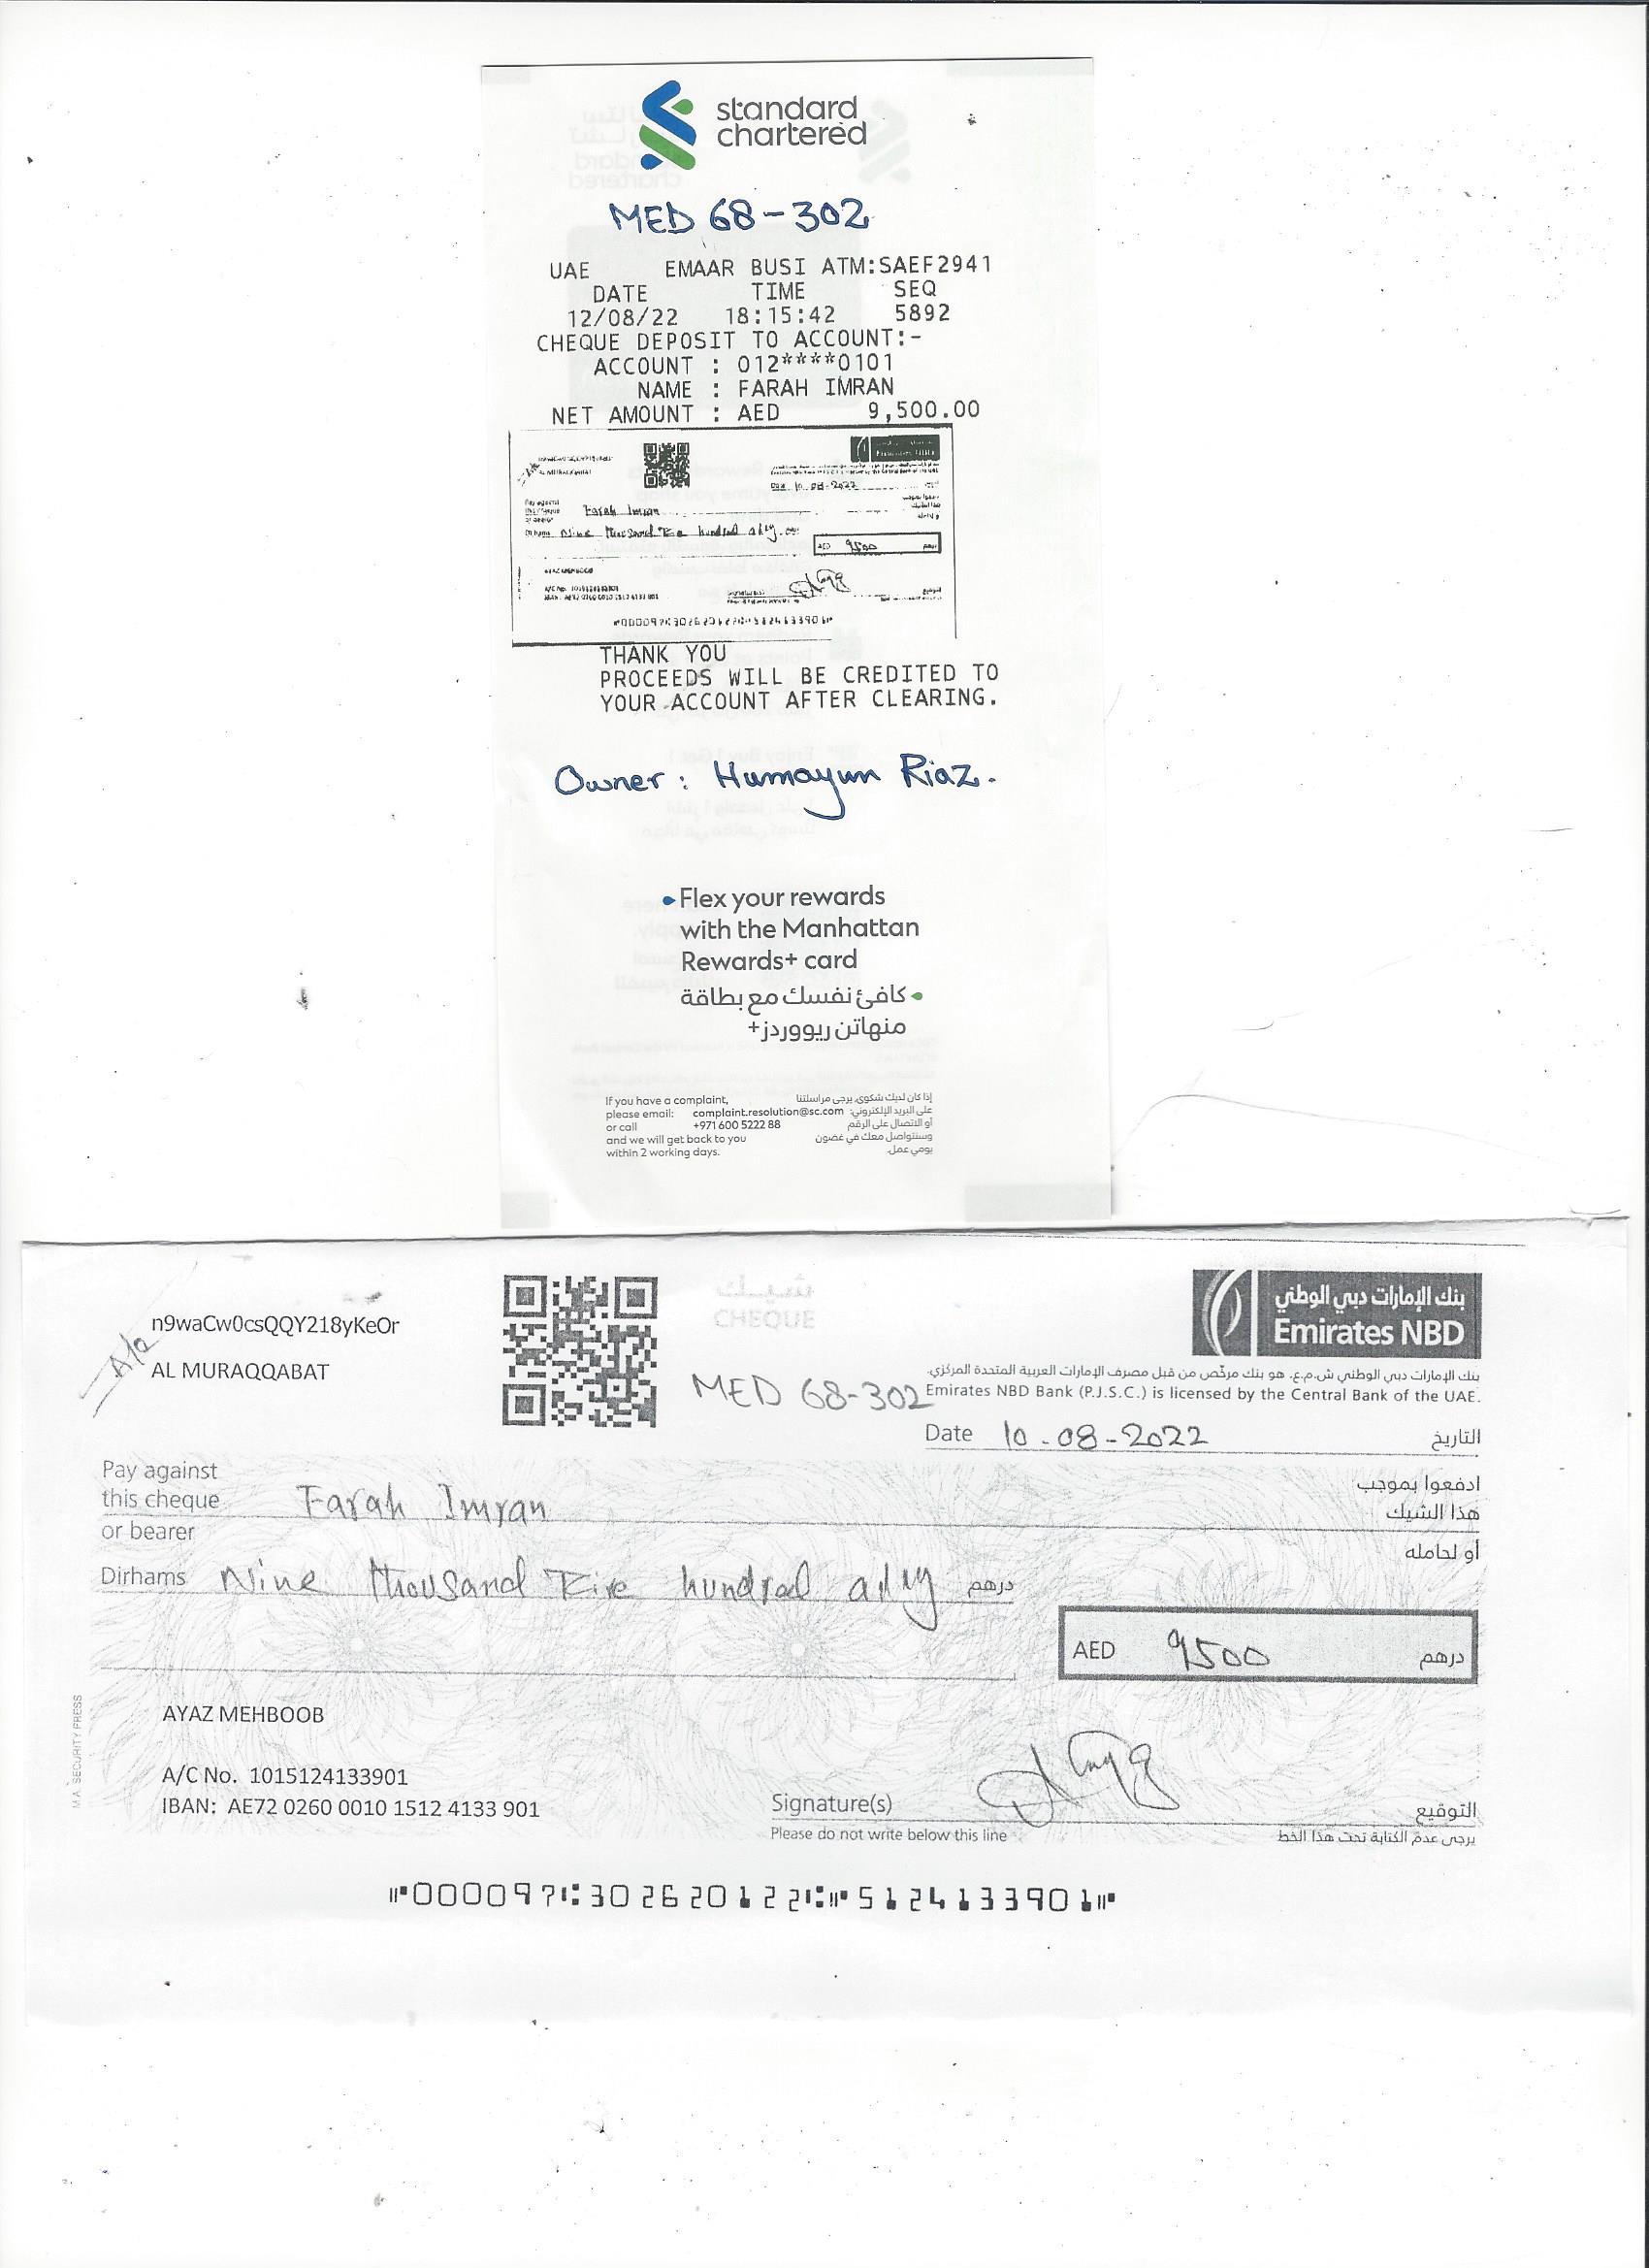 standard
chartered
MED 68-302
UAE EMAAR BUSI ATM:SAEF2941
DATE TIME SEQ
12/08/22 18:15:42 5892
CHEQUE DEPOSIT TO ACCOUNT:-
ACCOUNT : 012****0101
NAME : FARAH IMRAN
NET AMOUNT : AED 9,500.00
Farah Imran
9500
THANK YOU
PROCEEDS WILL BE CREDITED TO
YOUR ACCOUNT AFTER CLEARING.
Owner: Humayun Riaz.
Flex your rewards
with the Manhattan
Rewards+ card
كافئ نفسك مع بطاقة
منهاتن ريووردز+
If you have a complaint,
please email: complaint.resolution@sc.com
or call +971 600 5222 88
and we will get back to you
within 2 working days.
إذا كان لديك شكوى، يرجى مراسلتنا
على البريد الإلكتروني:
أو الاتصال على الرقم
وسنتواصل معك في غضون
يومي عمل.
n9waCw0csQQY218yKeOr
AL MURAQQABAT
شيك
CHEQUE
بنك الإمارات دبي الوطني
Emirates NBD
بنك الإمارات دبي الوطني ش.م.ع. هو بنك مرخّص من قبل مصرف الإمارات العربية المتحدة المركزي.
MED 68-302
Emirates NBD Bank (P.J.S.C.) is licensed by the Central Bank of the UAE.
Date 10-08-2022 التاريخ
Pay against ادفعوا بموجب
this cheque Farah Imran هذا الشيك
or bearer أو لحامله
Dirhams Nine thousand Five hundred only درهم
AED 9500 درهم
AYAZ MEHBOOB
A/C No. 1015124133901
IBAN: AE72 0260 0010 1512 4133 901
Signature(s) التوقيع
Please do not write below this line يرجى عدم الكتابة تحت هذا الخط
M.A. SECURITY PRESS
⑈000097⑆302620122⑆⑈5124133901⑈